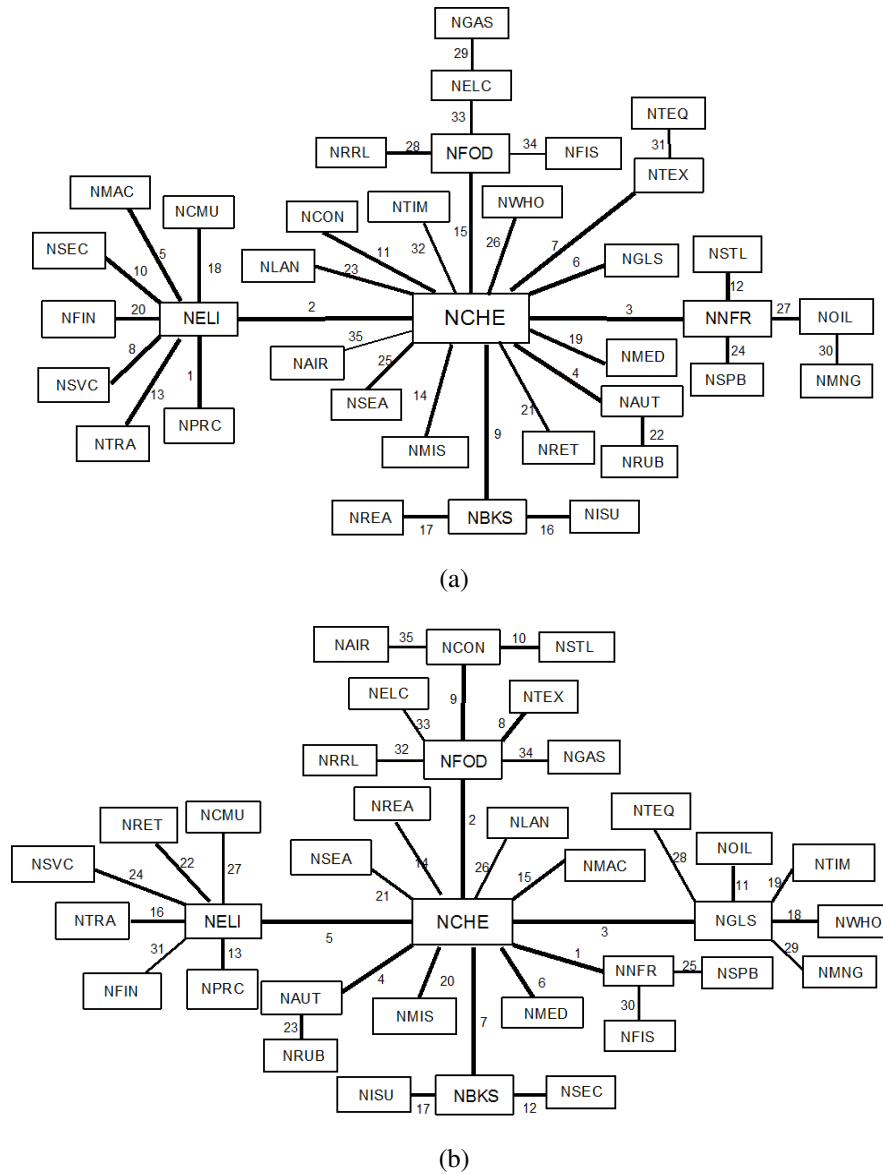 NGAS
29
NELC
33
NTEQ
31
NRRL
28
NFOD
34
NFIS
NTEX
NMAC
NCMU
NCON
NTIM
15
NWHO
7
NSEC
5
11
32
26
6
NGLS
NSTL
10
18
NLAN
23
12
NFIN
20
NELI
2
NCHE
3
NNFR
27
NOIL
8
35
19
24
30
NSVC
1
NAIR
25
NMED
NSPB
NMNG
13
NSEA
14
4
NAUT
NTRA
NPRC
NMIS
9
21
NRET
22
NRUB
NREA
17
NBKS
16
NISU
(a)
NAIR
35
NCON
10
NSTL
NELC
9
NTEX
33
8
NRRL
32
NFOD
34
NGAS
NRET
NCMU
NREA
2
NLAN
NTEQ
NSVC
24
22
27
NSEA
14
26
NMAC
28
NOIL
NTIM
21
15
11
19
NTRA
16
NELI
5
NCHE
3
NGLS
18
NWHO
31
13
1
29
NFIN
NPRC
4
20
6
NNFR
25
NSPB
NMNG
NAUT
NMIS
7
NMED
30
23
NFIS
NRUB
NISU
17
NBKS
12
NSEC
(b)